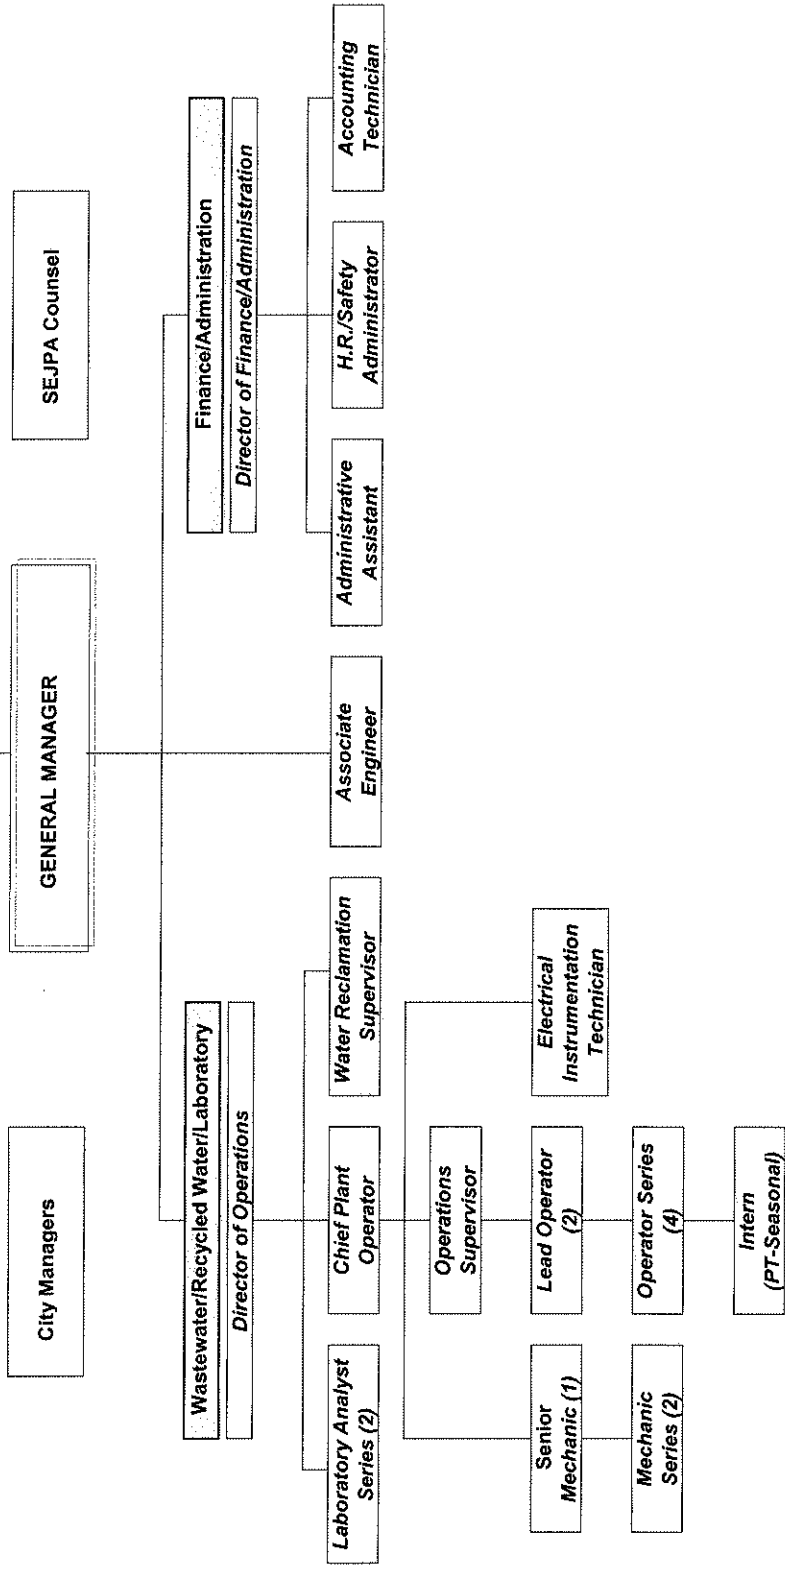 City Managers
GENERAL MANAGER
SEJPA Counsel
Wastewater/Recycled Water/Laboratory
Director of Operations
Finance/Administration
Director of Finance/Administration
Laboratory Analyst
Series (2)
Chief Plant
Operator
Water Reclamation
Supervisor
Associate
Engineer
Administrative
Assistant
H.R./Safety
Administrator
Accounting
Technician
Operations
Supervisor
Senior
Mechanic (1)
Lead Operator
(2)
Electrical
Instrumentation
Technician
Mechanic
Series (2)
Operator Series
(4)
Intern
(PT-Seasonal)